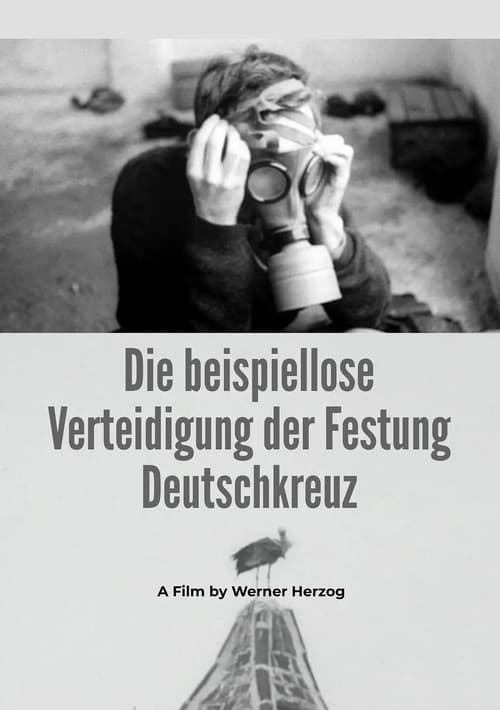 Die beispiellose
Verteidigung der Festung
Deutschkreuz
A Film by Werner Herzog